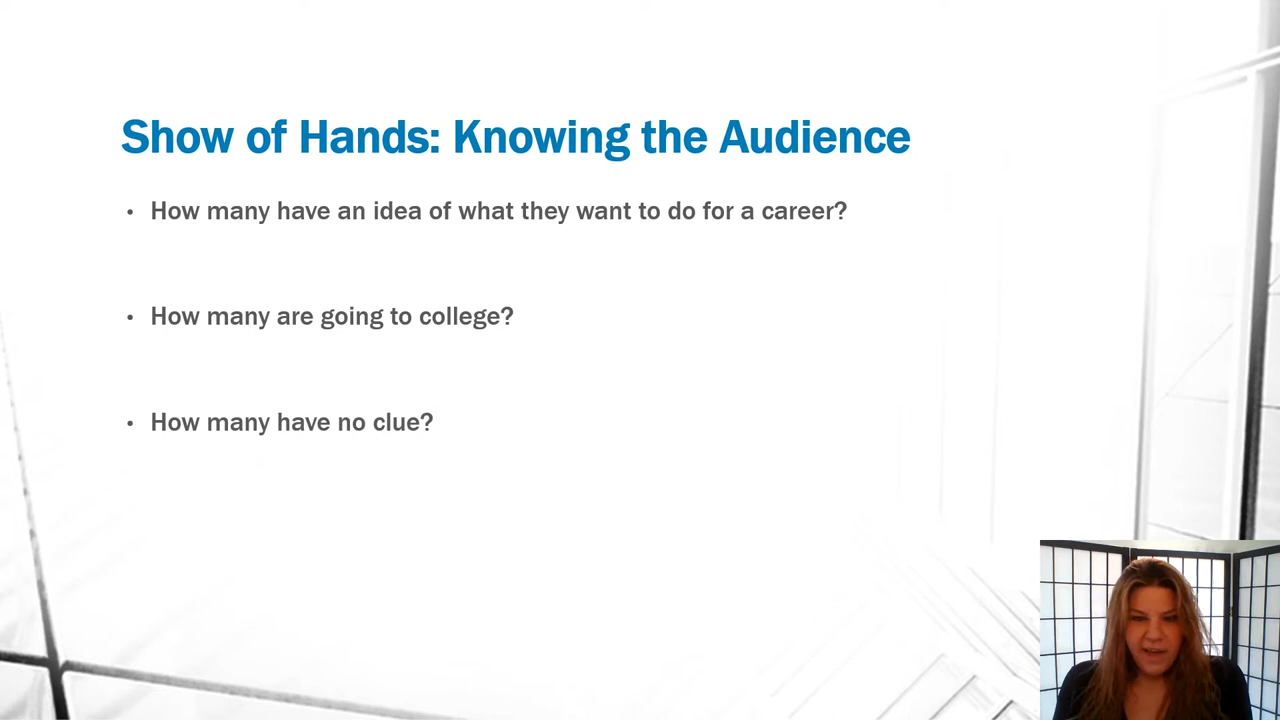 Show of Hands: Knowing the Audience
• How many have an idea of what they want to do for a career?
• How many are going to college?
• How many have no clue?